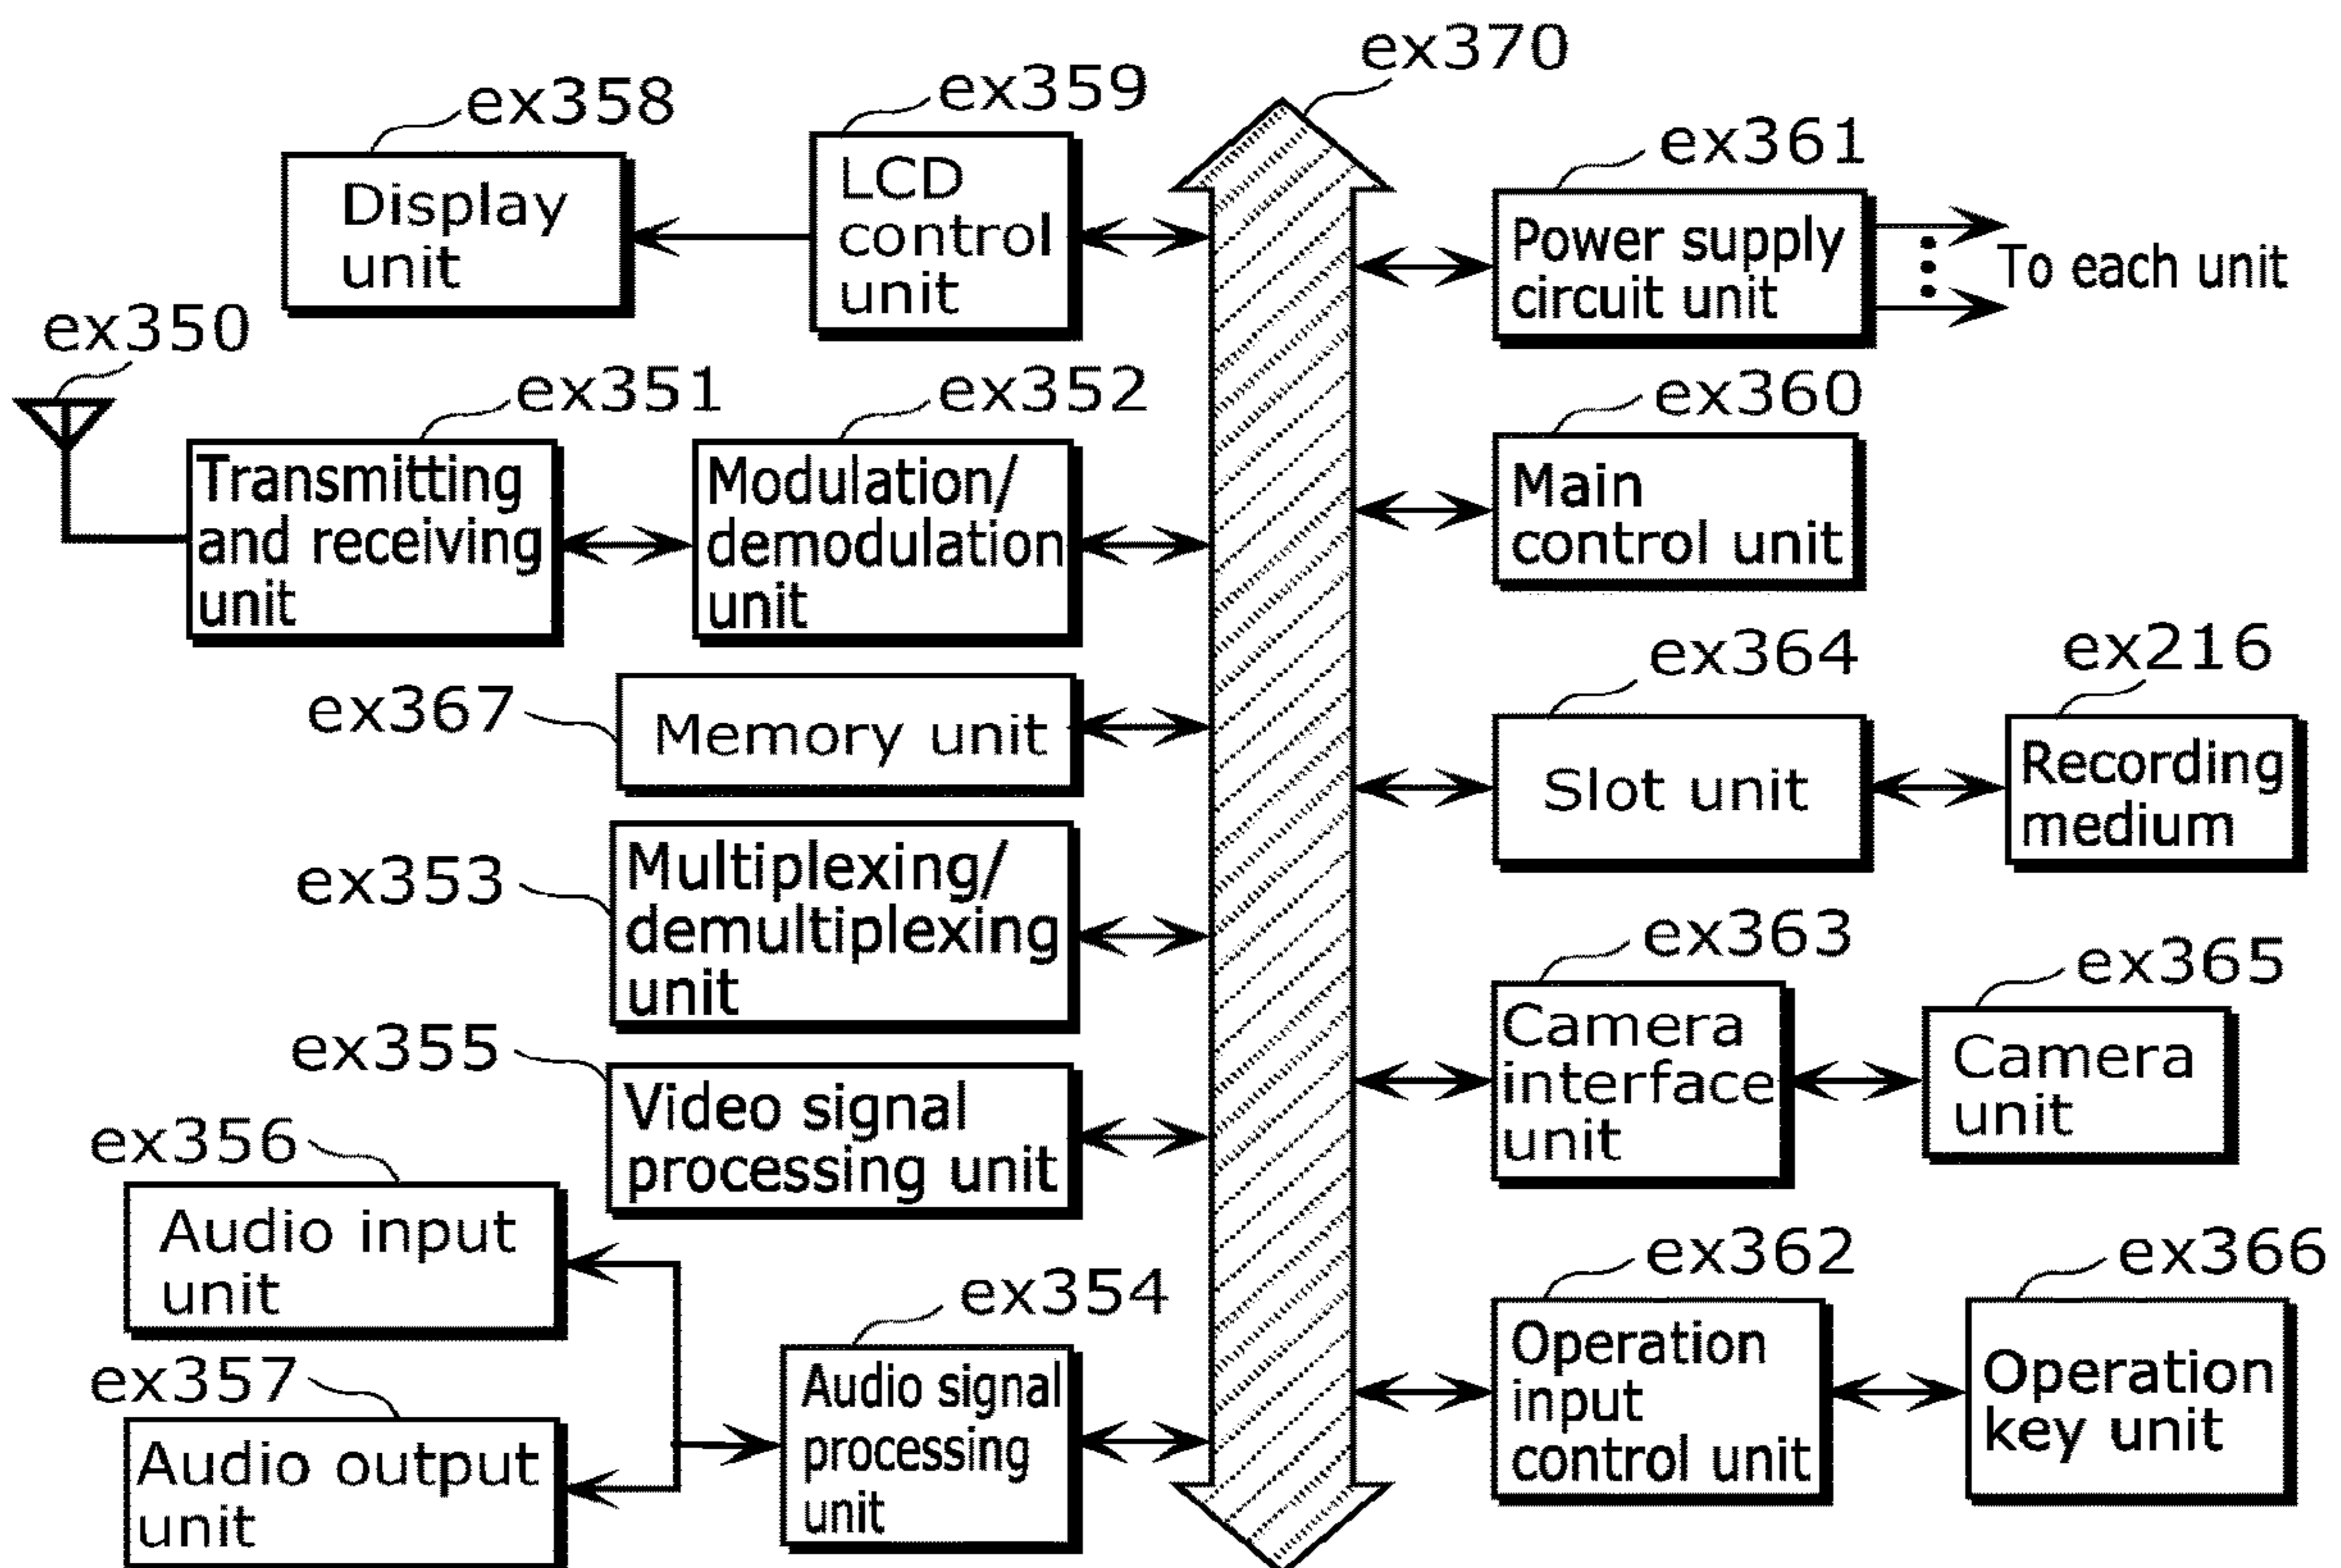 ex370
ex358
ex359
ex361
Display
unit
LCD
control
unit
Power supply
circuit unit
To each unit
ex350
ex351
ex352
ex360
Transmitting
and receiving
unit
Modulation/
demodulation
unit
Main
control unit
ex367
Memory unit
ex364
ex216
Slot unit
Recording
medium
ex353
Multiplexing/
demultiplexing
unit
ex363
ex365
Camera
interface
unit
Camera
unit
ex355
Video signal
processing unit
ex356
Audio input
unit
ex354
ex362
ex366
Audio signal
processing
unit
Operation
input
control unit
Operation
key unit
ex357
Audio output
unit